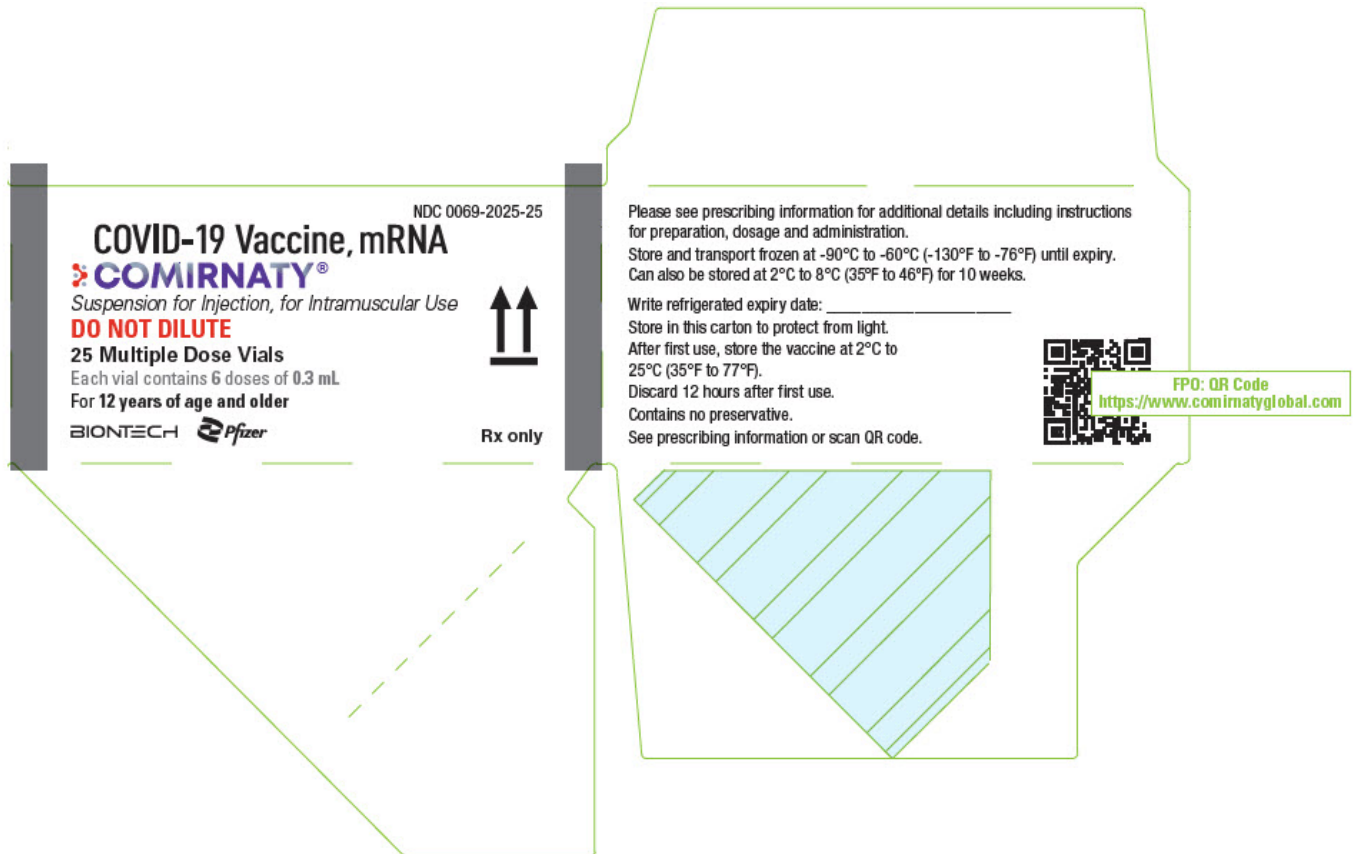 NDC 0069-2025-25
COVID-19 Vaccine, mRNA
COMIRNATY®
Suspension for Injection, for Intramuscular Use
DO NOT DILUTE
25 Multiple Dose Vials
Each vial contains 6 doses of 0.3 mL
For 12 years of age and older
BIONTECH Pfizer
Rx only
Please see prescribing information for additional details including instructions
for preparation, dosage and administration.
Store and transport frozen at -90°C to -60°C (-130°F to -76°F) until expiry.
Can also be stored at 2°C to 8°C (35°F to 46°F) for 10 weeks.
Write refrigerated expiry date: ______________________
Store in this carton to protect from light.
After first use, store the vaccine at 2°C to
25°C (35°F to 77°F).
Discard 12 hours after first use.
Contains no preservative.
See prescribing information or scan QR code.
FPO: QR Code
https://www.comirnatyglobal.com